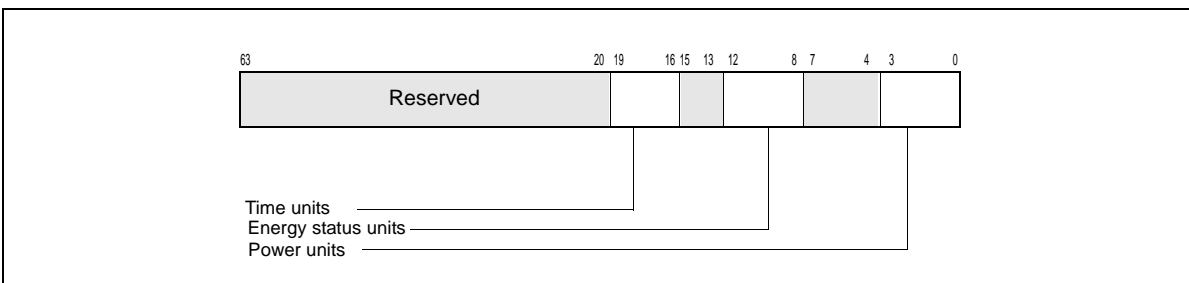 63 20 19 16 15 13 12 8 7 4 3 0
Reserved
Time units
Energy status units
Power units